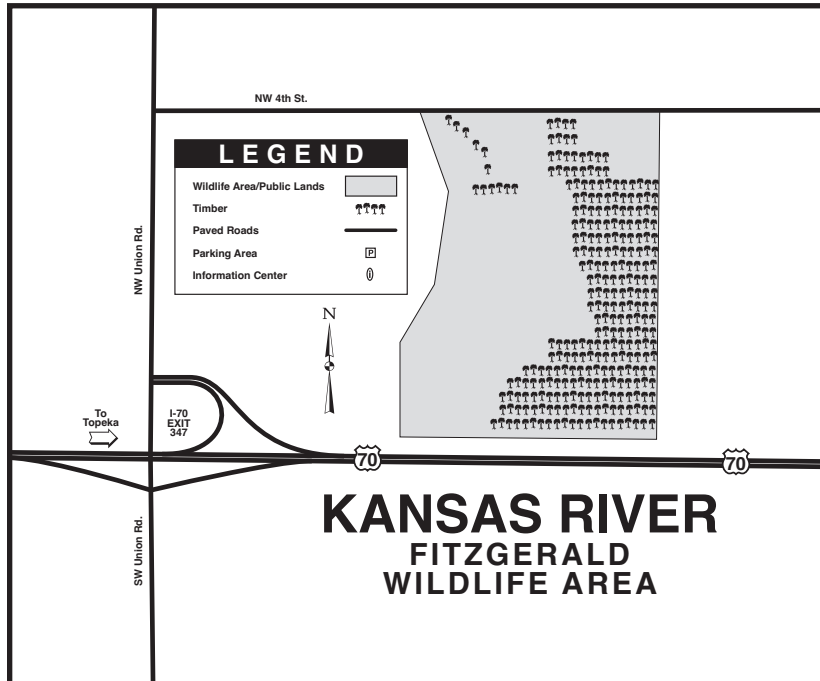 NW 4th St.
LEGEND
Wildlife Area/Public Lands
Timber
Paved Roads
Parking Area
P
Information Center
i
NW Union Rd.
N
To
Topeka
I-70
EXIT
347
70
70
KANSAS RIVER
FITZGERALD
WILDLIFE AREA
SW Union Rd.